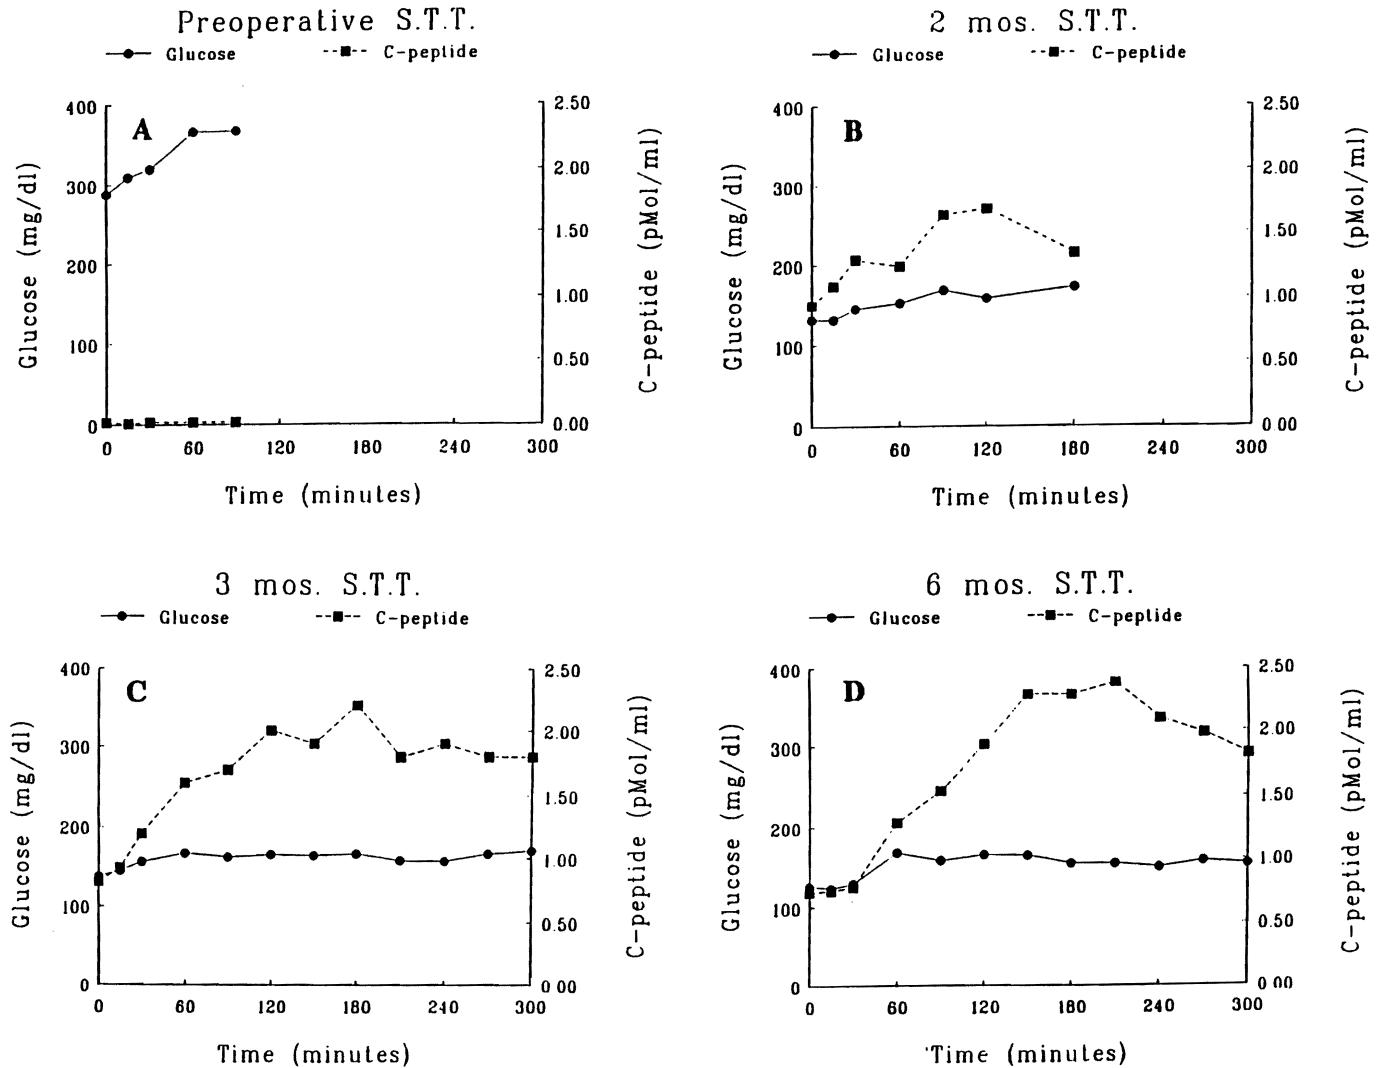 Preoperative S.T.T.
Glucose C-peptide
A
400
300
200
100
0
Glucose (mg/dl)
2.50
2.00
1.50
1.00
0.50
0.00
C-peptide (pMol/ml)
0 60 120 180 240 300
Time (minutes)
2 mos. S.T.T.
Glucose C-peptide
B
400
300
200
100
0
Glucose (mg/dl)
2.50
2.00
1.50
1.00
0.50
0.00
C-peptide (pMol/ml)
0 60 120 180 240 300
Time (minutes)
3 mos. S.T.T.
Glucose C-peptide
C
400
300
200
100
0
Glucose (mg/dl)
2.50
2.00
1.50
1.00
0.50
0.00
C-peptide (pMol/ml)
0 60 120 180 240 300
Time (minutes)
6 mos. S.T.T.
Glucose C-peptide
D
400
300
200
100
0
Glucose (mg/dl)
2.50
2.00
1.50
1.00
0.50
0.00
C-peptide (pMol/ml)
0 60 120 180 240 300
Time (minutes)